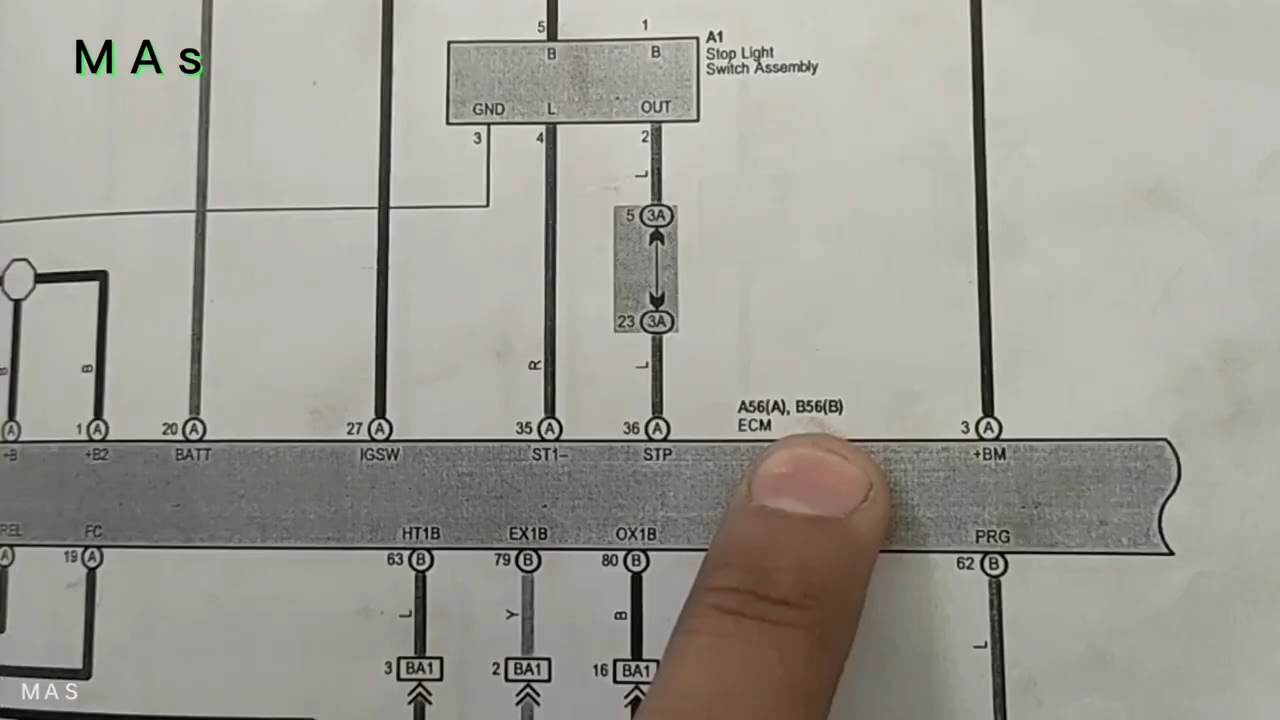 M A s
5
1
A1
Stop Light
Switch Assembly
B
B
GND
L
OUT
3
4
2
L
5
3A
23
3A
B
B
R
L
A56(A), B56(B)
ECM
A
1
A
20
A
27
A
35
A
36
A
3
A
+B
+B2
BATT
IGSW
ST1–
STP
+BM
REL
FC
HT1B
EX1B
OX1B
PRG
A
19
A
63
B
79
B
80
B
62
B
L
Y
B
L
3
BA1
2
BA1
16
BA1
MAS